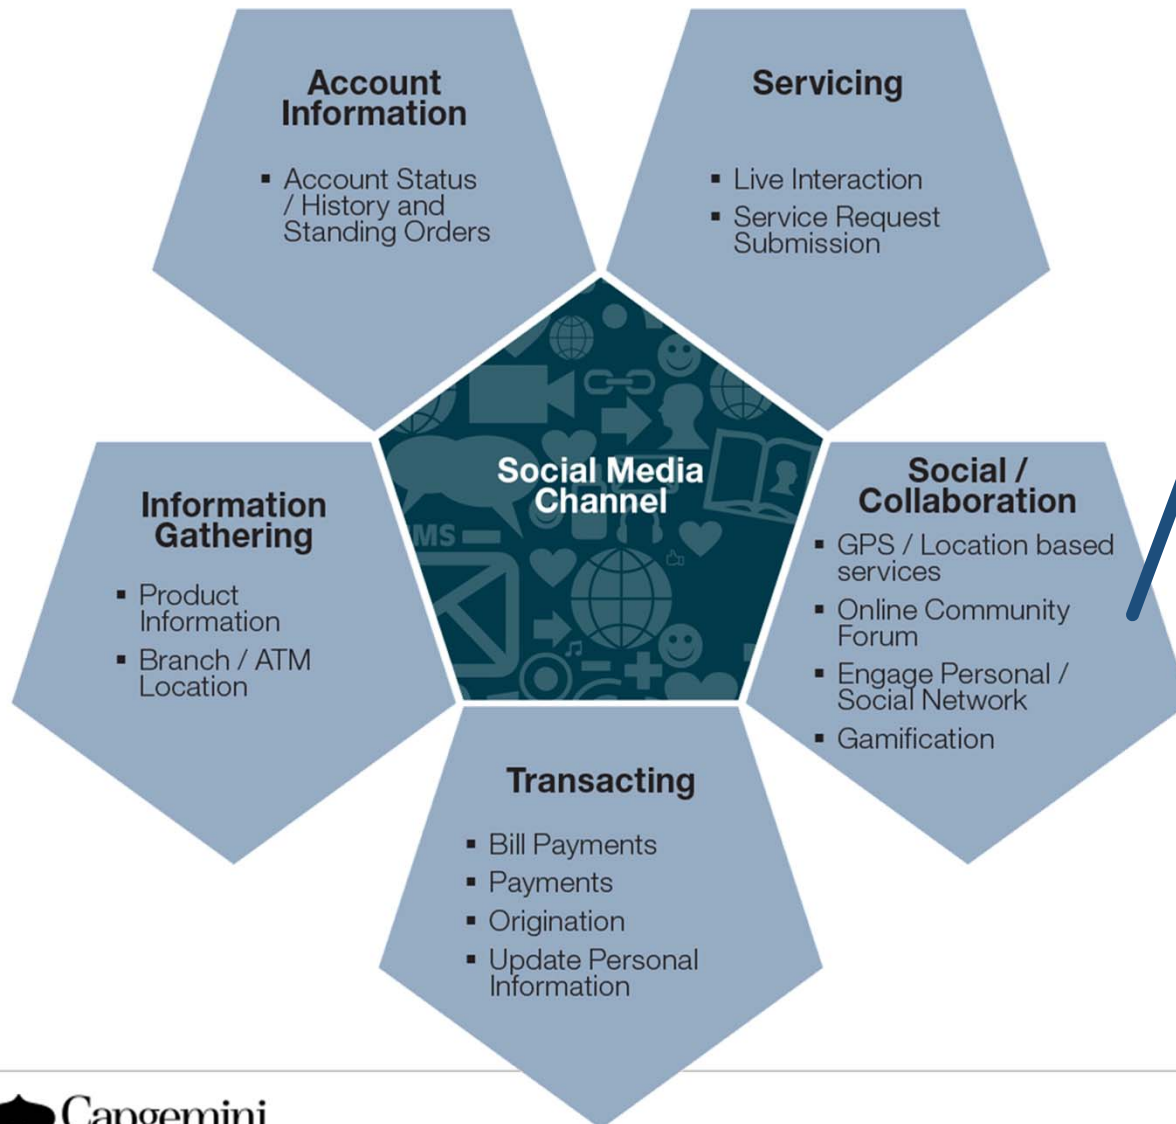 Account
Information
▪ Account Status
/ History and
Standing Orders
Servicing
▪ Live Interaction
▪ Service Request
Submission
Social Media
Channel
MS
Information
Gathering
▪ Product
Information
▪ Branch / ATM
Location
Social /
Collaboration
▪ GPS / Location based
services
▪ Online Community
Forum
▪ Engage Personal /
Social Network
▪ Gamification
Transacting
▪ Bill Payments
▪ Payments
▪ Origination
▪ Update Personal
Information
Capgemini